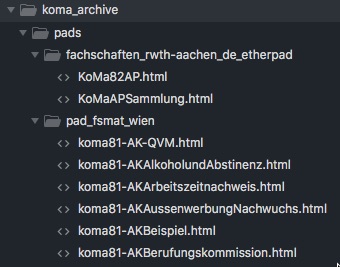 koma_archive
pads
fachschaften_rwth-aachen_de_etherpad
KoMa82AP.html
KoMaAPSammlung.html
pad_fsmat_wien
koma81-AK-QVM.html
koma81-AKAlkoholundAbstinenz.html
koma81-AKArbeitszeitnachweis.html
koma81-AKAussenwerbungNachwuchs.html
koma81-AKBeispiel.html
koma81-AKBerufungskommission.html